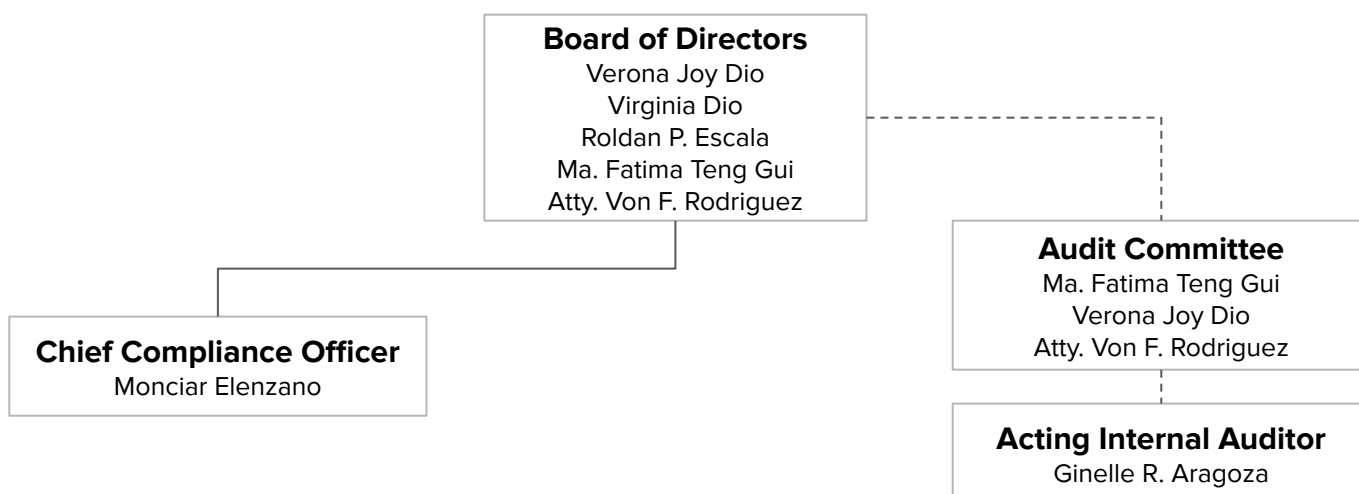 Board of Directors
Verona Joy Dio
Virginia Dio
Roldan P. Escala
Ma. Fatima Teng Gui
Atty. Von F. Rodriguez
Audit Committee
Ma. Fatima Teng Gui
Verona Joy Dio
Atty. Von F. Rodriguez
Chief Compliance Officer
Monciar Elenzano
Acting Internal Auditor
Ginelle R. Aragoza